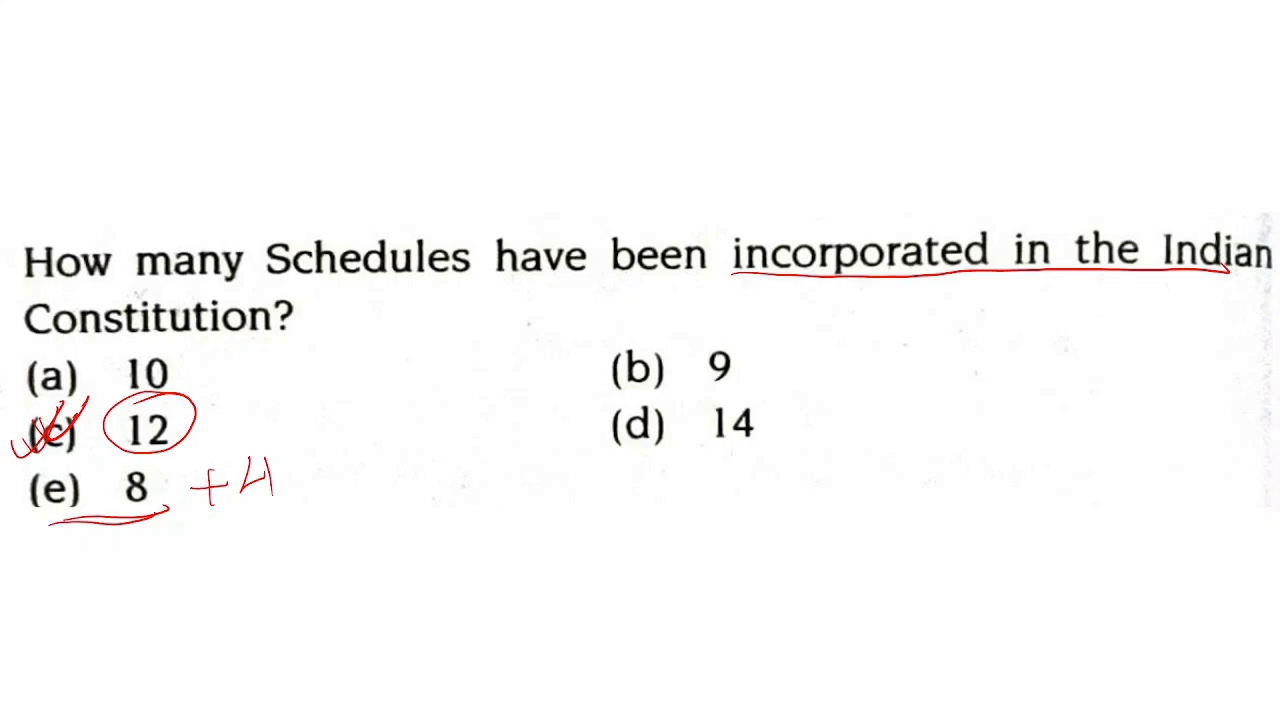 How many Schedules have been incorporated in the Indian
Constitution?
(a) 10 (b) 9
(c) 12 (d) 14
(e) 8 +4